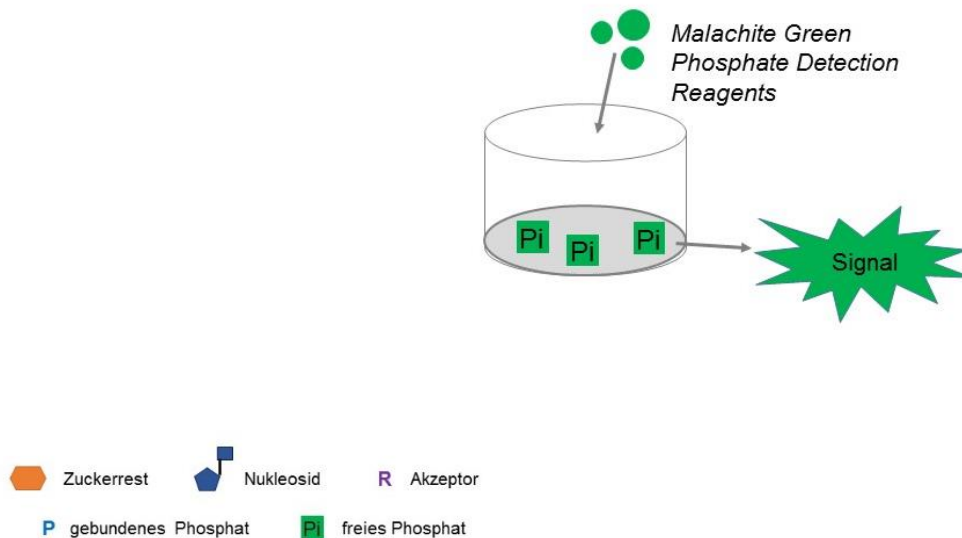 Malachite Green
Phosphate Detection
Reagents
Pi Pi Pi
Signal
Zuckerrest Nukleosid R Akzeptor
P gebundenes Phosphat Pi freies Phosphat